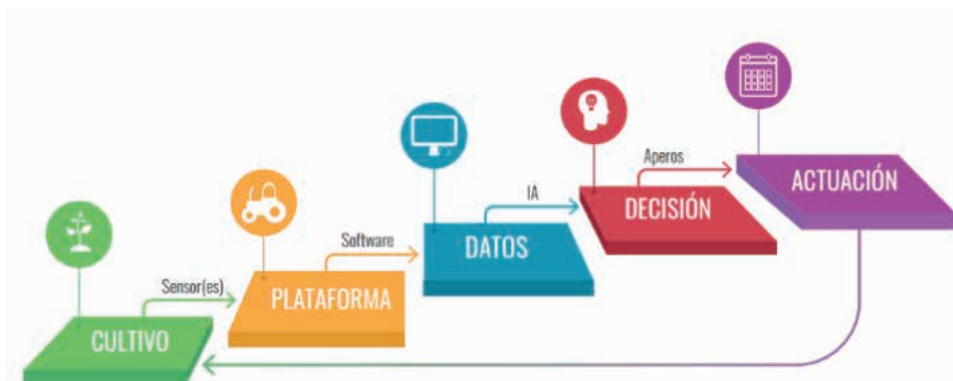 CULTIVO
Sensor(es)
PLATAFORMA
Software
DATOS
IA
DECISIÓN
Aperos
ACTUACIÓN